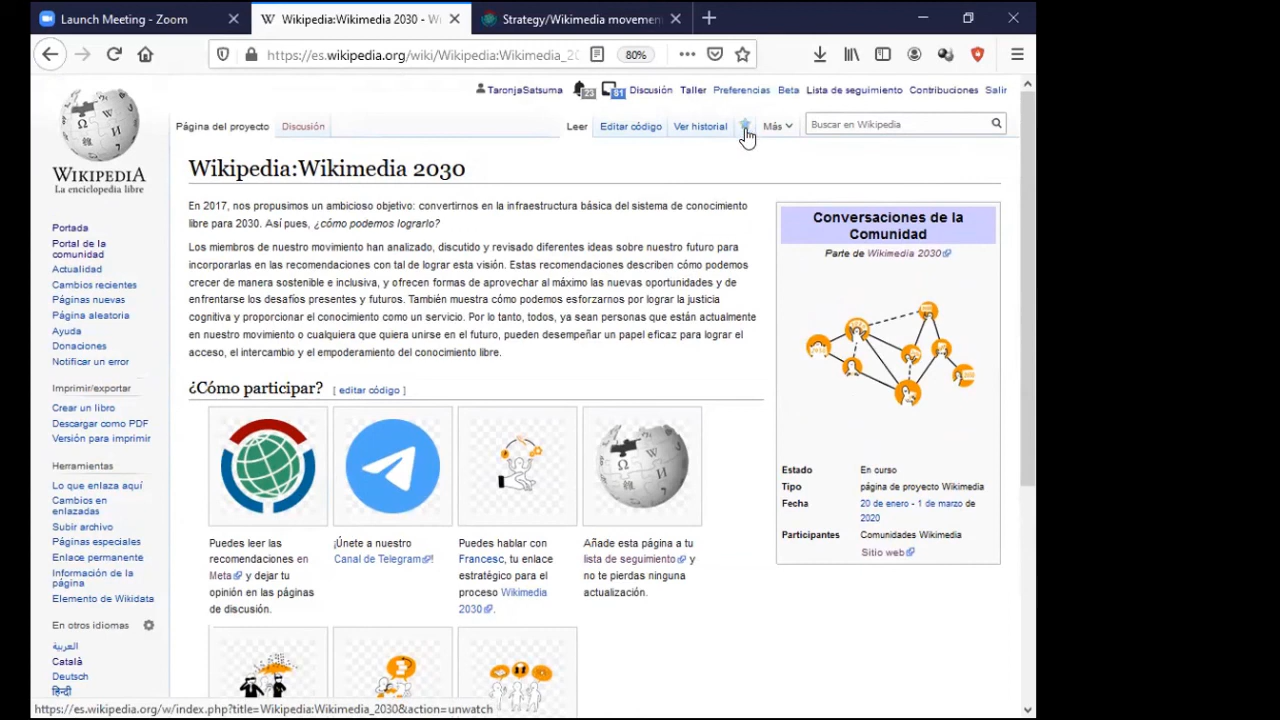 Launch Meeting - Zoom
Wikipedia:Wikimedia 2030 - W
Strategy/Wikimedia movement
https://es.wikipedia.org/wiki/Wikipedia:Wikimedia_20
80%
TaronjaSatsuma 23 81 Discusión Taller Preferencias Beta Lista de seguimiento Contribuciones Salir
Página del proyecto Discusión Leer Editar código Ver historial Más Buscar en Wikipedia
WIKIPEDIA
La enciclopedia libre
Wikipedia:Wikimedia 2030
Portada
Portal de la
comunidad
Actualidad
Cambios recientes
Páginas nuevas
Página aleatoria
Ayuda
Donaciones
Notificar un error
Imprimir/exportar
Crear un libro
Descargar como PDF
Versión para imprimir
Herramientas
Lo que enlaza aquí
Cambios en
enlazadas
Subir archivo
Páginas especiales
Enlace permanente
Información de la
página
Elemento de Wikidata
En otros idiomas
العربية
Català
Deutsch
हिन्दी
En 2017, nos propusimos un ambicioso objetivo: convertirnos en la infraestructura básica del sistema de conocimiento
libre para 2030. Así pues, ¿cómo podemos lograrlo?
Los miembros de nuestro movimiento han analizado, discutido y revisado diferentes ideas sobre nuestro futuro para
incorporarlas en las recomendaciones con tal de lograr esta visión. Estas recomendaciones describen cómo podemos
crecer de manera sostenible e inclusiva, y ofrecen formas de aprovechar al máximo las nuevas oportunidades y de
enfrentarse los desafíos presentes y futuros. También muestra cómo podemos esforzarnos por lograr la justicia
cognitiva y proporcionar el conocimiento como un servicio. Por lo tanto, todos, ya sean personas que están actualmente
en nuestro movimiento o cualquiera que quiera unirse en el futuro, pueden desempeñar un papel eficaz para lograr el
acceso, el intercambio y el empoderamiento del conocimiento libre.
¿Cómo participar? [ editar código ]
Puedes leer las
recomendaciones en
Meta y dejar tu
opinión en las páginas
de discusión.
¡Únete a nuestro
Canal de Telegram!
Puedes hablar con
Francesc, tu enlace
estratégico para el
proceso Wikimedia
2030.
Añade esta página a tu
lista de seguimiento y
no te pierdas ninguna
actualización.
Conversaciones de la
Comunidad
Parte de Wikimedia 2030
Estado En curso
Tipo página de proyecto Wikimedia
Fecha 20 de enero - 1 de marzo de
2020
Participantes Comunidades Wikimedia
Sitio web
https://es.wikipedia.org/w/index.php?title=Wikipedia:Wikimedia_2030&action=unwatch